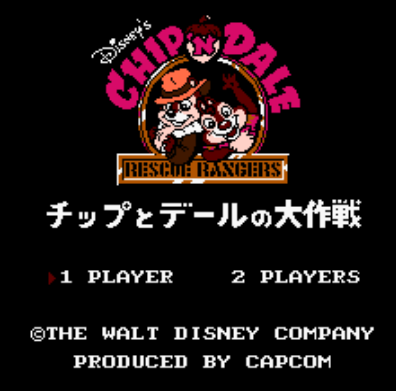 Disney's
CHIP 'N DALE
RESCUE RANGERS
チップとデールの大作戦
1 PLAYER 2 PLAYERS
©THE WALT DISNEY COMPANY
PRODUCED BY CAPCOM